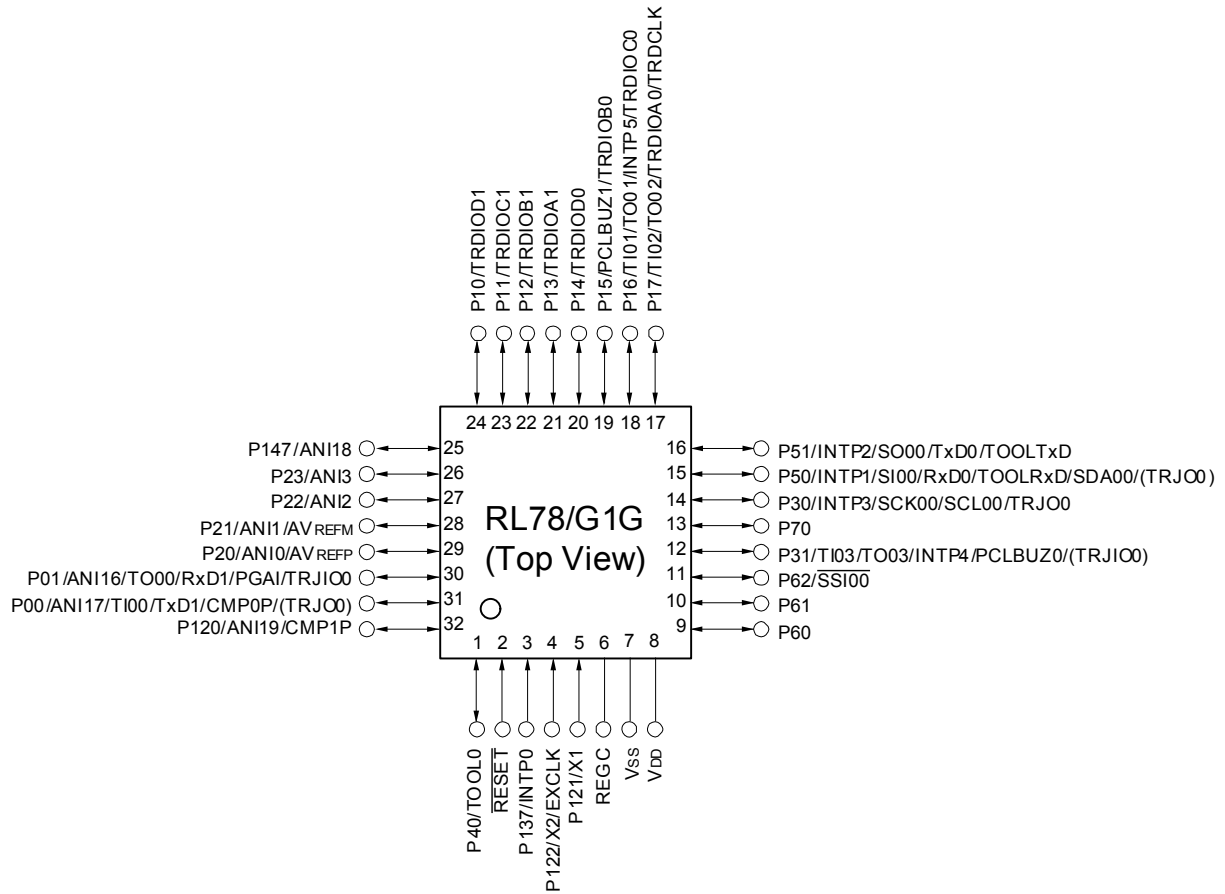 P10/TRDIOD1
P11/TRDIOC1
P12/TRDIOB1
P13/TRDIOA1
P14/TRDIOD0
P15/PCLBUZ1/TRDIOB0
P16/TI01/TO01/INTP5/TRDIOC0
P17/TI02/TO02/TRDIOA0/TRDCLK
24 23 22 21 20 19 18 17
P147/ANI18 25
P23/ANI3 26
P22/ANI2 27
P21/ANI1/AVREFM 28
P20/ANI0/AVREFP 29
P01/ANI16/TO00/RxD1/PGAI/TRJIO0 30
P00/ANI17/TI00/TxD1/CMP0P/(TRJO0) 31
P120/ANI19/CMP1P 32
RL78/G1G
(Top View)
16 P51/INTP2/SO00/TxD0/TOOLTxD
15 P50/INTP1/SI00/RxD0/TOOLRxD/SDA00/(TRJO0)
14 P30/INTP3/SCK00/SCL00/TRJO0
13 P70
12 P31/TI03/TO03/INTP4/PCLBUZ0/(TRJIO0)
11 P62/SSI00
10 P61
9 P60
1 2 3 4 5 6 7 8
P40/TOOL0
RESET
P137/INTP0
P122/X2/EXCLK
P121/X1
REGC
VSS
VDD